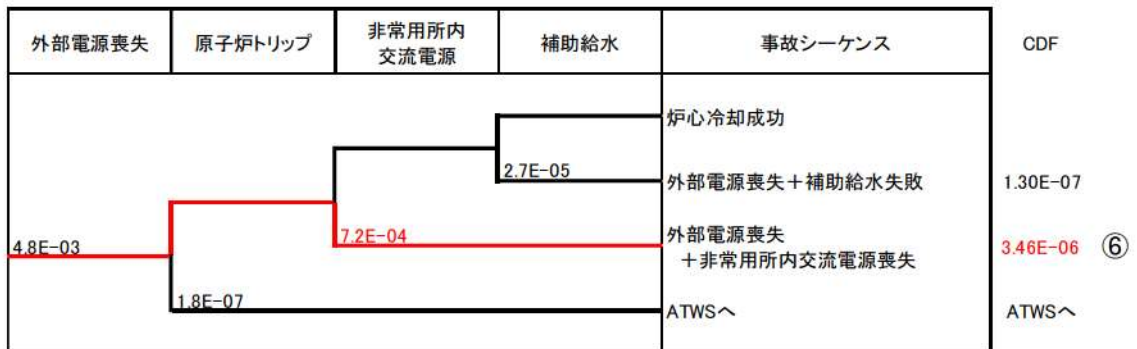 外部電源喪失
原子炉トリップ
非常用所内
交流電源
補助給水
事故シーケンス
CDF
炉心冷却成功
2.7E-05
外部電源喪失+補助給水失敗
1.30E-07
4.8E-03
7.2E-04
外部電源喪失
+非常用所内交流電源喪失
3.46E-06
⑥
1.8E-07
ATWSへ
ATWSへ